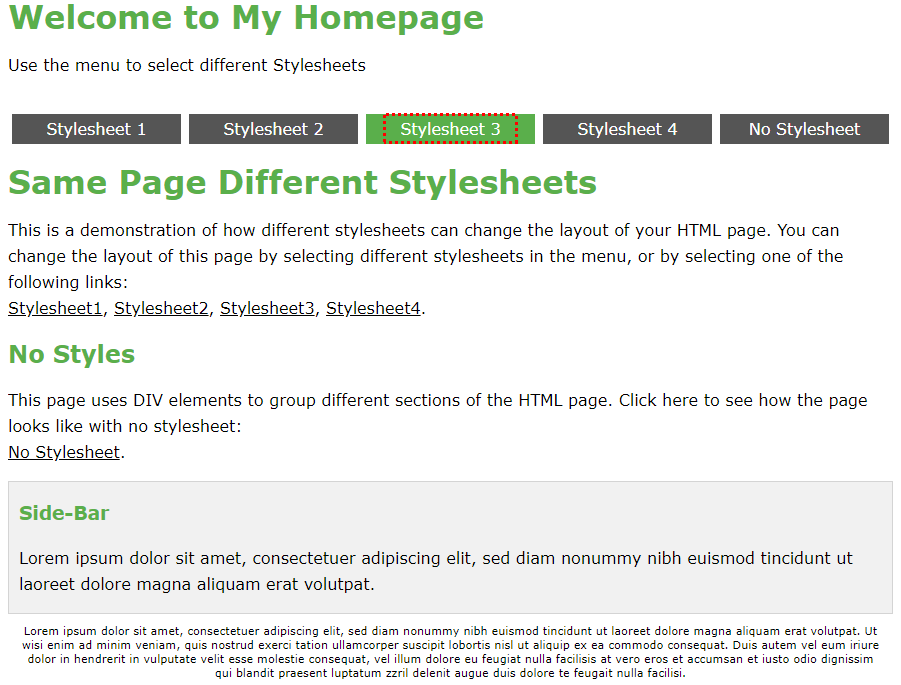 Welcome to My Homepage
Use the menu to select different Stylesheets
Stylesheet 1 Stylesheet 2 Stylesheet 3 Stylesheet 4 No Stylesheet
Same Page Different Stylesheets
This is a demonstration of how different stylesheets can change the layout of your HTML page. You can
change the layout of this page by selecting different stylesheets in the menu, or by selecting one of the
following links:
Stylesheet1, Stylesheet2, Stylesheet3, Stylesheet4.
No Styles
This page uses DIV elements to group different sections of the HTML page. Click here to see how the page
looks like with no stylesheet:
No Stylesheet.
Side-Bar
Lorem ipsum dolor sit amet, consectetuer adipiscing elit, sed diam nonummy nibh euismod tincidunt ut
laoreet dolore magna aliquam erat volutpat.
Lorem ipsum dolor sit amet, consectetuer adipiscing elit, sed diam nonummy nibh euismod tincidunt ut laoreet dolore magna aliquam erat volutpat. Ut
wisi enim ad minim veniam, quis nostrud exerci tation ullamcorper suscipit lobortis nisl ut aliquip ex ea commodo consequat. Duis autem vel eum iriure
dolor in hendrerit in vulputate velit esse molestie consequat, vel illum dolore eu feugiat nulla facilisis at vero eros et accumsan et iusto odio dignissim
qui blandit praesent luptatum zzril delenit augue duis dolore te feugait nulla facilisi.